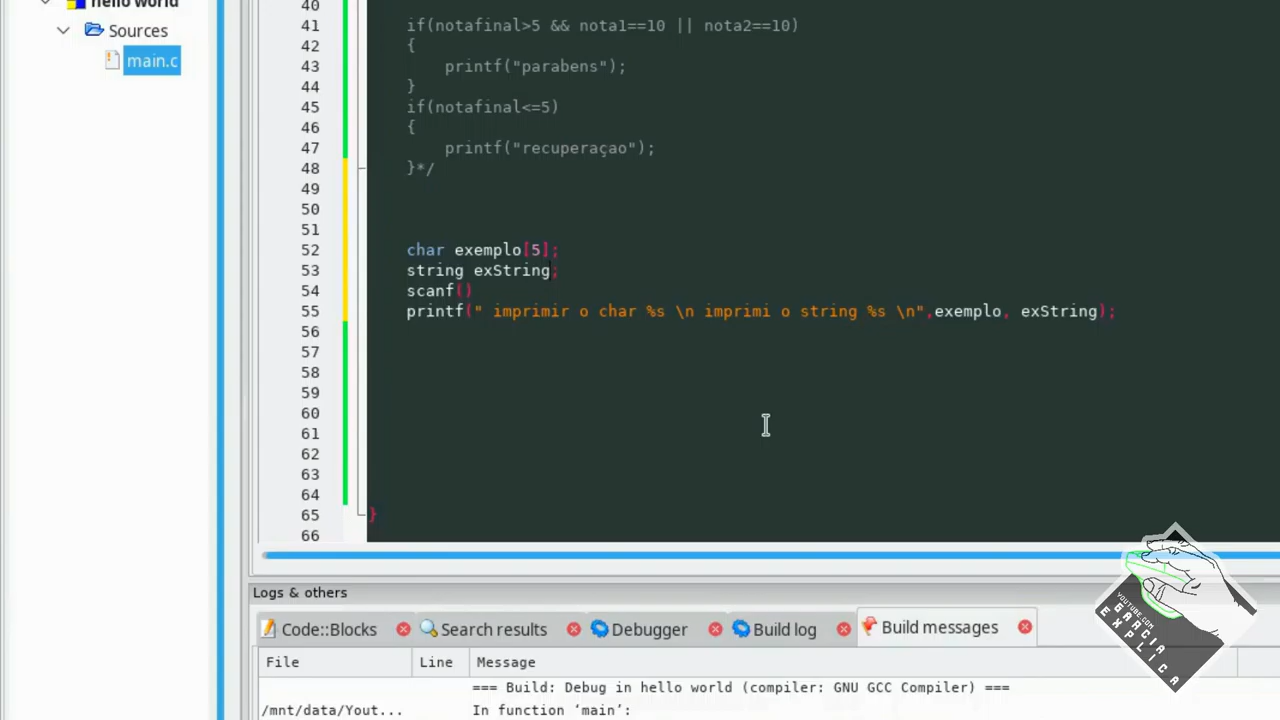 hello world
Sources
main.c
40
41 if(notafinal>5 && nota1==10 || nota2==10)
42 {
43 printf("parabens");
44 }
45 if(notafinal<=5)
46 {
47 printf("recuperaçao");
48 }*/
49
50
51
52 char exemplo[5];
53 string exString;
54 scanf()
55 printf(" imprimir o char %s \n imprimi o string %s \n",exemplo, exString);
56
57
58
59
60
61
62
63
64
65 }
66
Logs & others
Code::Blocks Search results Debugger Build log Build messages
File Line Message
=== Build: Debug in hello world (compiler: GNU GCC Compiler) ===
/mnt/data/Yout... In function ‘main’:
YOUTUBE.COM
EGARCIA
EXPLICA